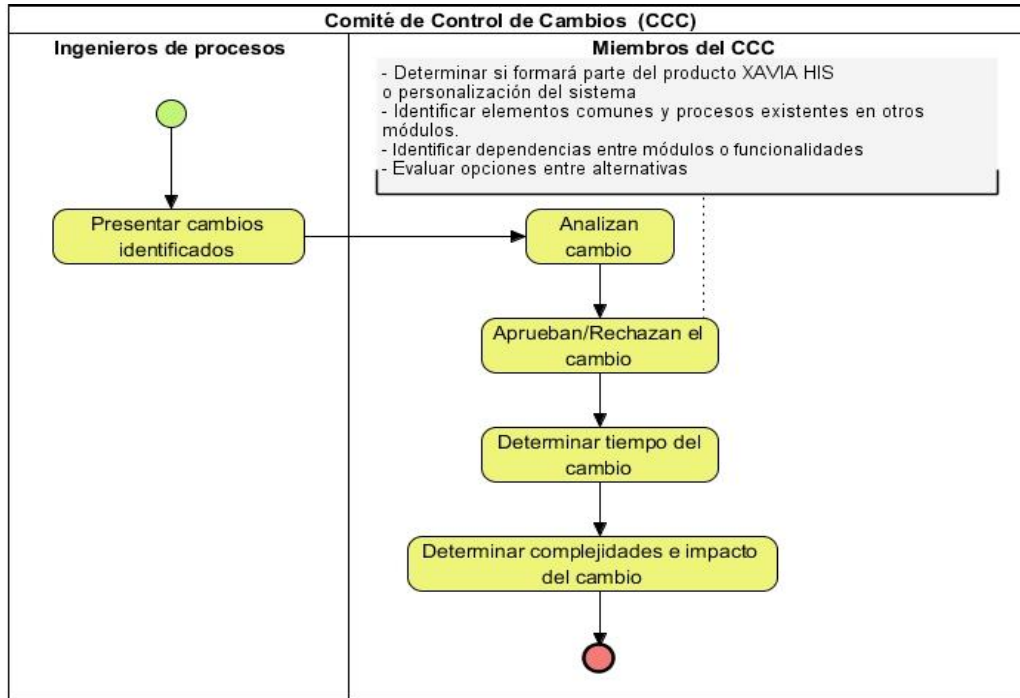 Comité de Control de Cambios (CCC)
Ingenieros de procesos
Miembros del CCC
- Determinar si formará parte del producto XAVIA HIS
o personalización del sistema
- Identificar elementos comunes y procesos existentes en otros
módulos.
- Identificar dependencias entre módulos o funcionalidades
- Evaluar opciones entre alternativas
Presentar cambios
identificados
Analizan
cambio
Aprueban/Rechazan el
cambio
Determinar tiempo del
cambio
Determinar complejidades e impacto
del cambio